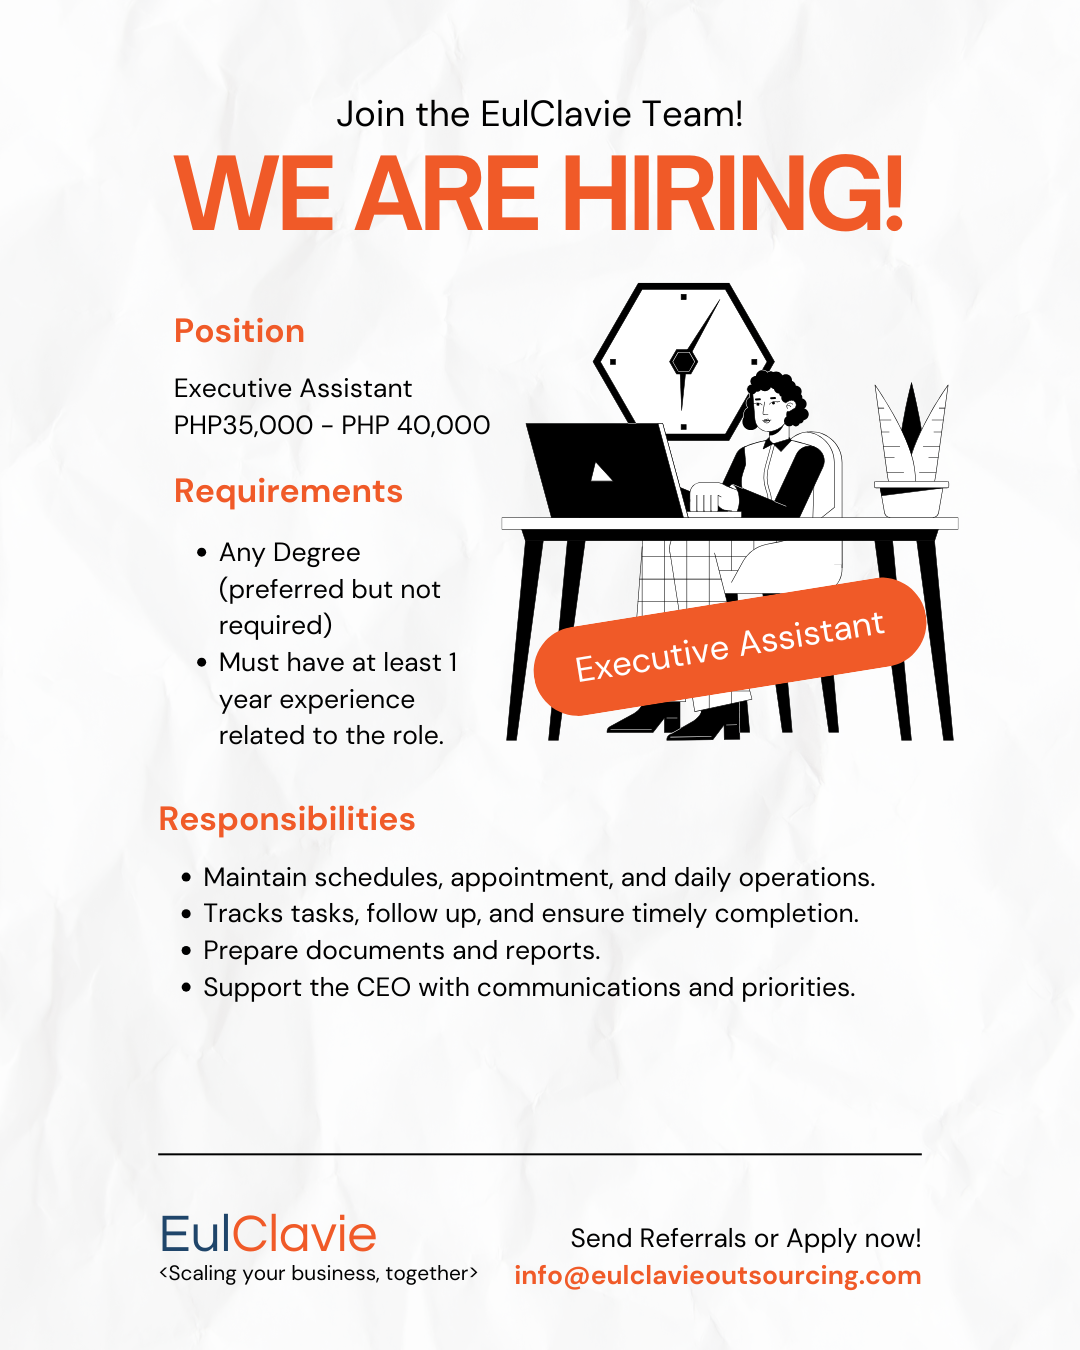 Join the EulClavie Team!
WE ARE HIRING!
Position
Executive Assistant
PHP35,000 - PHP 40,000
Requirements
• Any Degree
(preferred but not
required)
• Must have at least 1
year experience
related to the role.
Executive Assistant
Responsibilities
• Maintain schedules, appointment, and daily operations.
• Tracks tasks, follow up, and ensure timely completion.
• Prepare documents and reports.
• Support the CEO with communications and priorities.
EulClavie
<Scaling your business, together>
Send Referrals or Apply now!
info@eulclavieoutsourcing.com